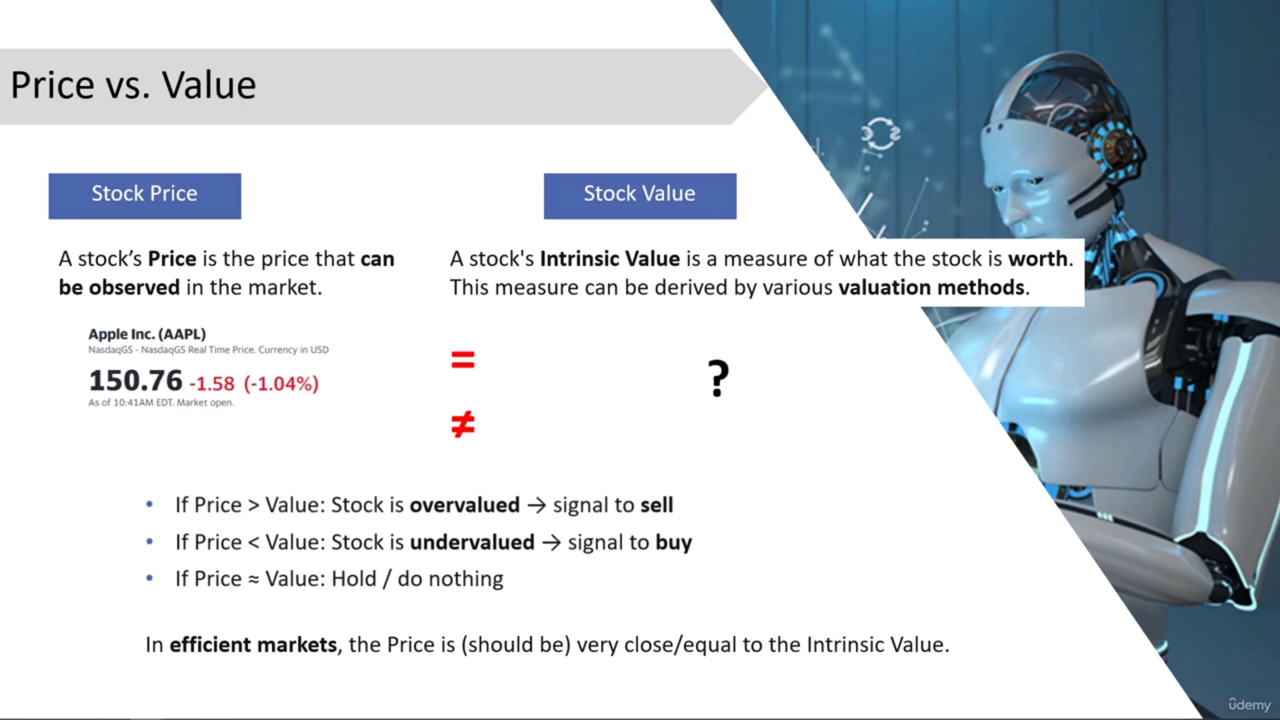 Price vs. Value
Stock Price
Stock Value
A stock's Price is the price that can
be observed in the market.
A stock's Intrinsic Value is a measure of what the stock is worth.
This measure can be derived by various valuation methods.
Apple Inc. (AAPL)
NasdaqGS - NasdaqGS Real Time Price. Currency in USD
150.76 -1.58 (-1.04%)
As of 10:41AM EDT. Market open.
=
≠
?
• If Price > Value: Stock is overvalued → signal to sell
• If Price < Value: Stock is undervalued → signal to buy
• If Price ≈ Value: Hold / do nothing
In efficient markets, the Price is (should be) very close/equal to the Intrinsic Value.
ûdemy